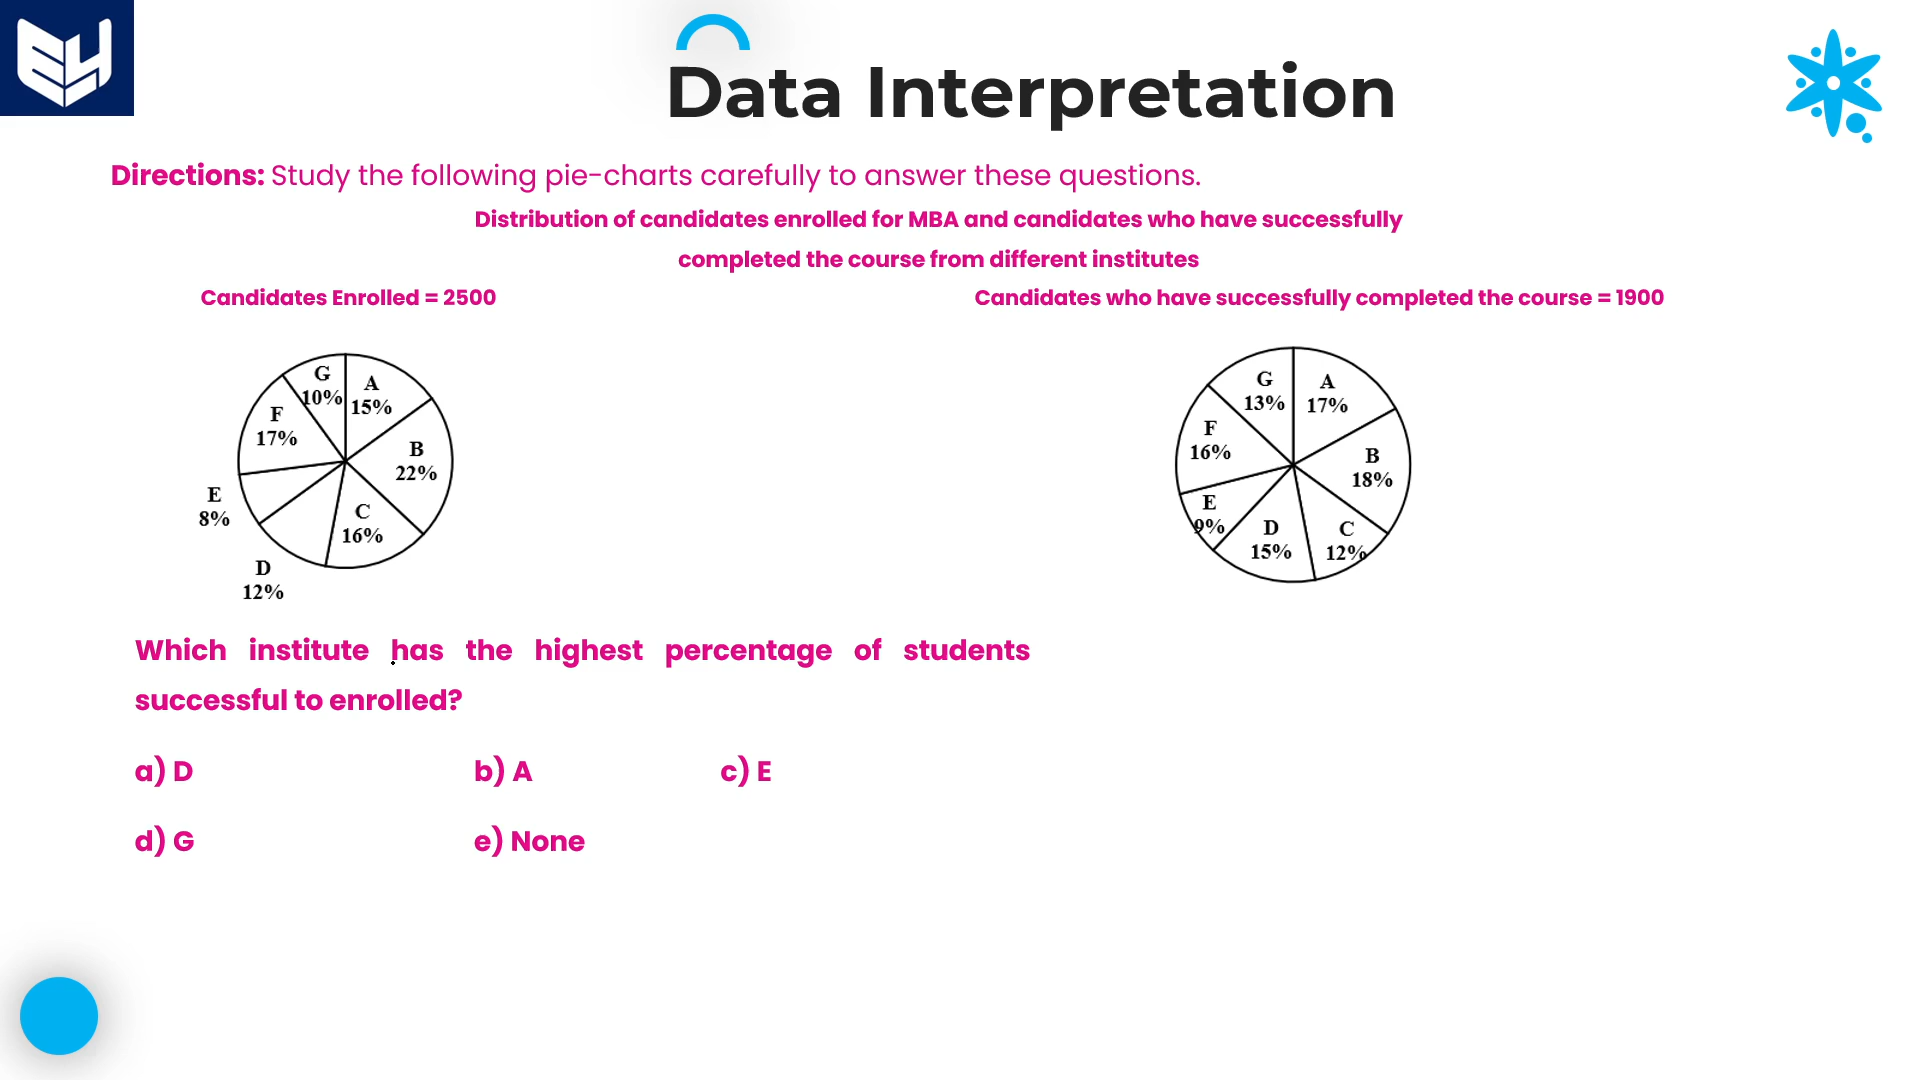 Data Interpretation
Directions: Study the following pie-charts carefully to answer these questions.
Distribution of candidates enrolled for MBA and candidates who have successfully
completed the course from different institutes
Candidates Enrolled = 2500
Candidates who have successfully completed the course = 1900
G
10%
A
15%
F
17%
B
22%
E
8%
C
16%
D
12%
G
13%
A
17%
F
16%
B
18%
E
9%
D
15%
C
12%
Which institute has the highest percentage of students
successful to enrolled?
a) D b) A c) E
d) G e) None